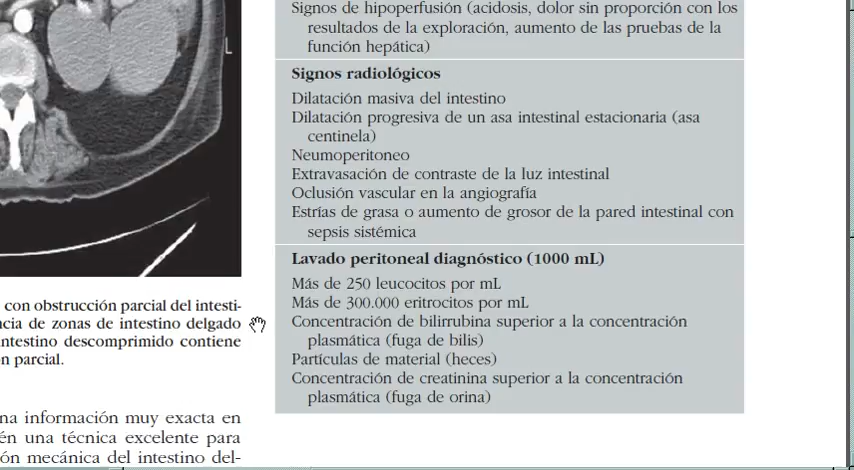 Signos de hipoperfusión (acidosis, dolor sin proporción con los
resultados de la exploración, aumento de las pruebas de la
función hepática)
Signos radiológicos
Dilatación masiva del intestino
Dilatación progresiva de un asa intestinal estacionaria (asa
centinela)
Neumoperitoneo
Extravasación de contraste de la luz intestinal
Oclusión vascular en la angiografía
Estrías de grasa o aumento de grosor de la pared intestinal con
sepsis sistémica
Lavado peritoneal diagnóstico (1000 mL)
Más de 250 leucocitos por mL
Más de 300.000 eritrocitos por mL
Concentración de bilirrubina superior a la concentración
plasmática (fuga de bilis)
Partículas de material (heces)
Concentración de creatinina superior a la concentración
plasmática (fuga de orina)
L
con obstrucción parcial del intesti-
ncia de zonas de intestino delgado
intestino descomprimido contiene
n parcial.
na información muy exacta en
én una técnica excelente para
ón mecánica del intestino del-